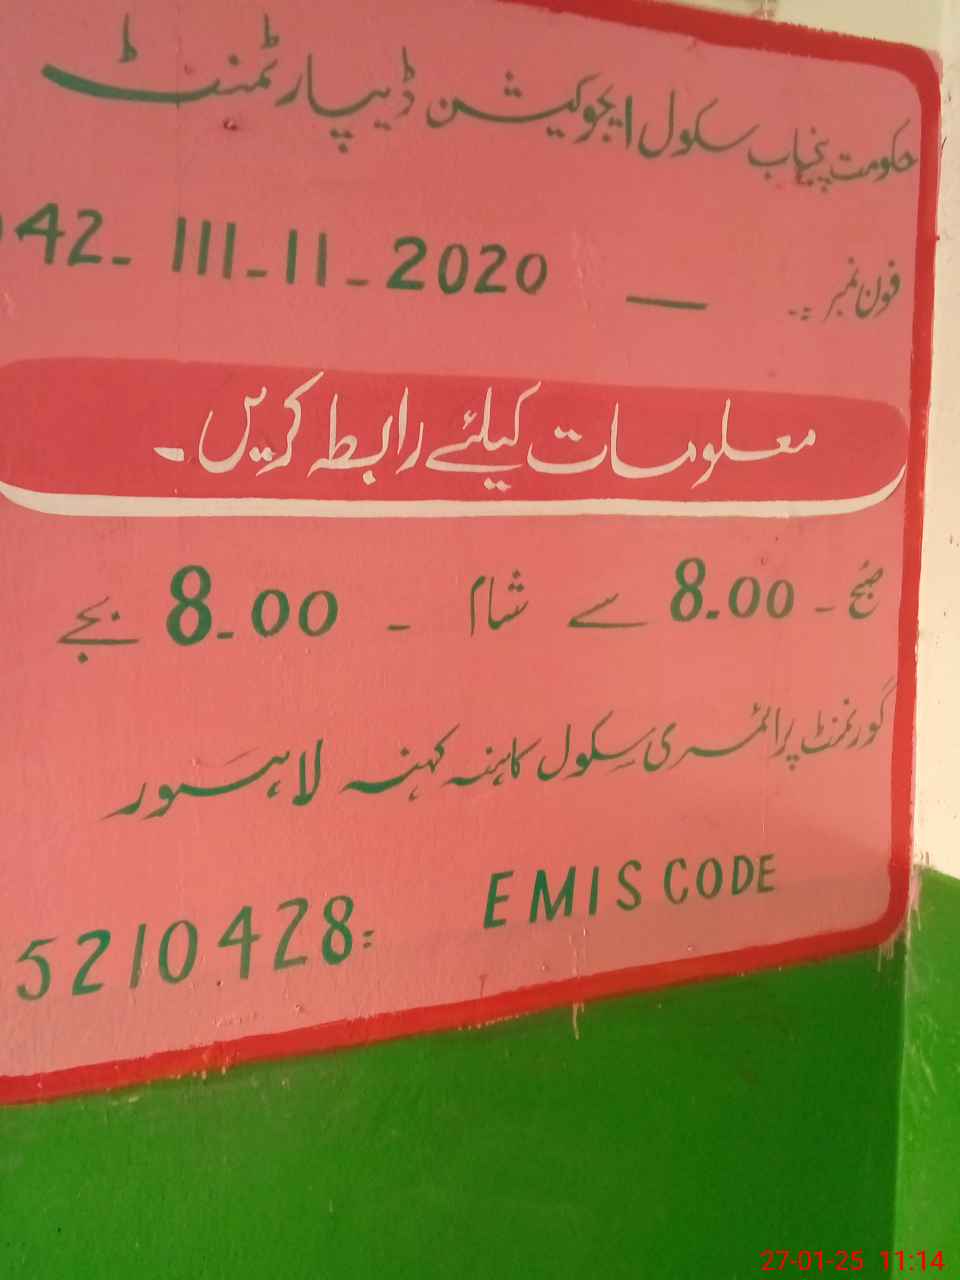 حکومت پنجاب سکول ایجوکیشن ڈیپارٹمنٹ
فون نمبر :- — 042- 111-11-2020
معلومات کیلئے رابطہ کریں-
صبح - 8.00 سے شام - 8-00 بجے
گورنمنٹ پرائمری سکول کاہنہ کہنہ لاہور
EMIS CODE :5210428
27-01-25 11:14